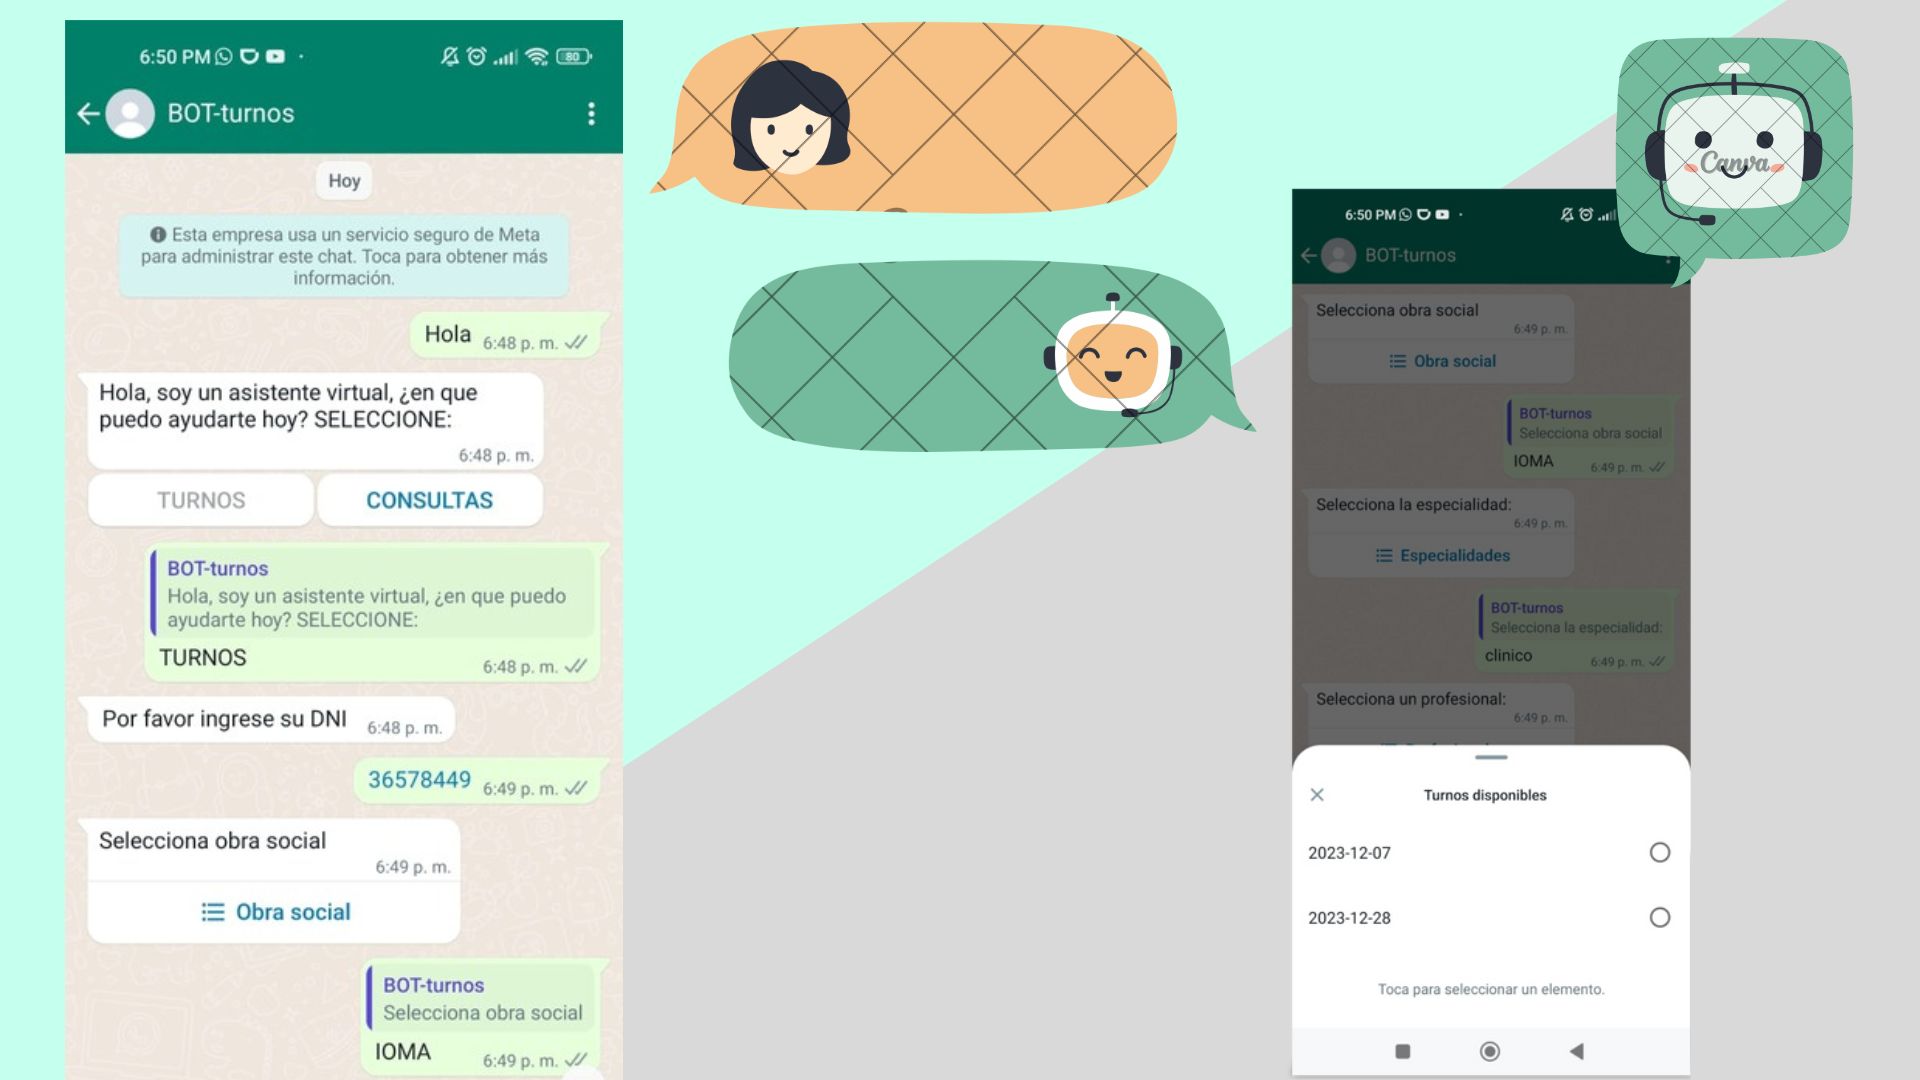 6:50 PM
80
BOT-turnos
Hoy
Esta empresa usa un servicio seguro de Meta
para administrar este chat. Toca para obtener más
información.
Hola 6:48 p. m.
Hola, soy un asistente virtual, ¿en que
puedo ayudarte hoy? SELECCIONE:
6:48 p. m.
TURNOS
CONSULTAS
BOT-turnos
Hola, soy un asistente virtual, ¿en que puedo
ayudarte hoy? SELECCIONE:
TURNOS 6:48 p. m.
Por favor ingrese su DNI 6:48 p. m.
36578449 6:49 p. m.
Selecciona obra social
6:49 p. m.
Obra social
BOT-turnos
Selecciona obra social
IOMA 6:49 p. m.
Canva
6:50 PM
BOT-turnos
Selecciona obra social
6:49 p. m.
Obra social
BOT-turnos
Selecciona obra social
IOMA 6:49 p. m.
Selecciona la especialidad:
6:49 p. m.
Especialidades
BOT-turnos
Selecciona la especialidad:
clinico 6:49 p. m.
Selecciona un profesional:
6:49 p. m.
Turnos disponibles
2023-12-07
2023-12-28
Toca para seleccionar un elemento.